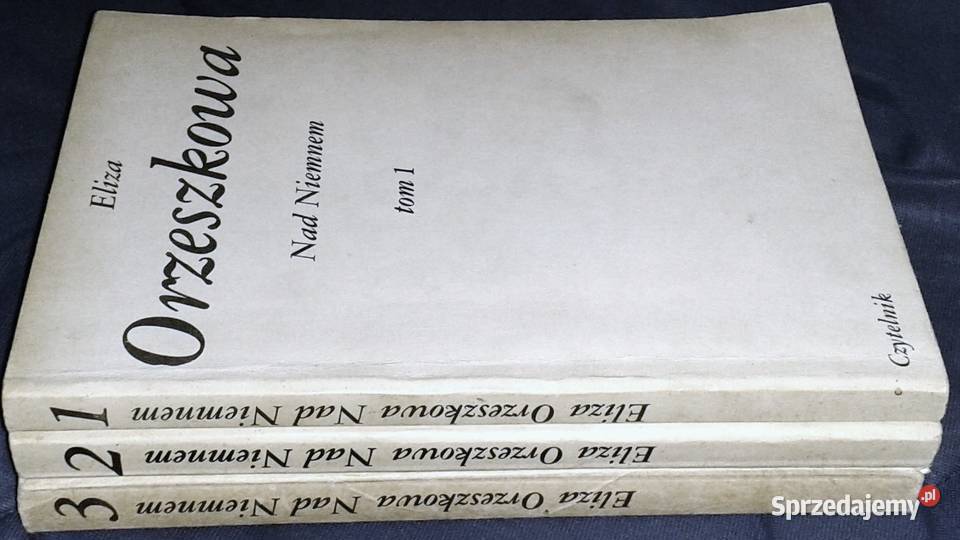 Eliza
Orzeszkowa
Nad Niemnem
tom 1
Czytelnik
1 Eliza Orzeszkowa Nad Niemnem
2 Eliza Orzeszkowa Nad Niemnem
3 Eliza Orzeszkowa Nad Niemnem
Sprzedajemy.pl